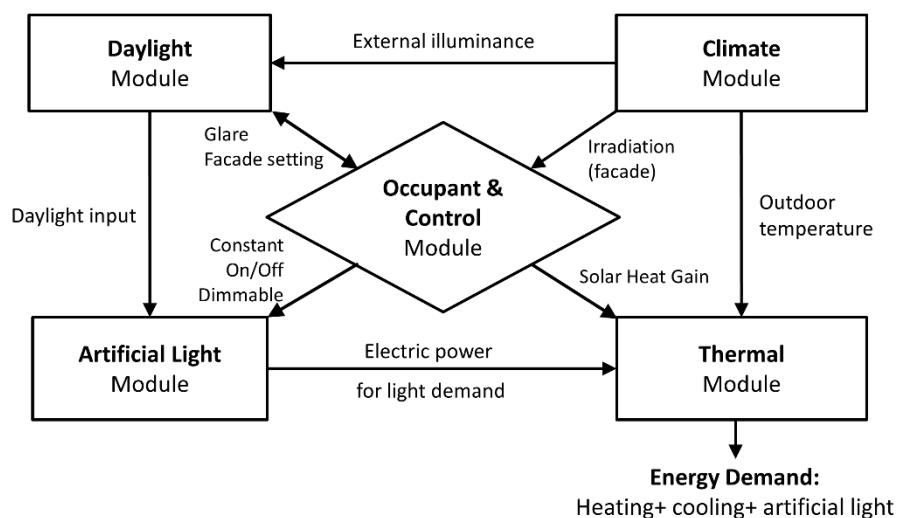 Daylight
Module
External illuminance
Climate
Module
Glare
Facade setting
Irradiation
(facade)
Occupant &
Control
Module
Daylight input
Outdoor
temperature
Constant
On/Off
Dimmable
Solar Heat Gain
Artificial Light
Module
Electric power
for light demand
Thermal
Module
Energy Demand:
Heating+ cooling+ artificial light